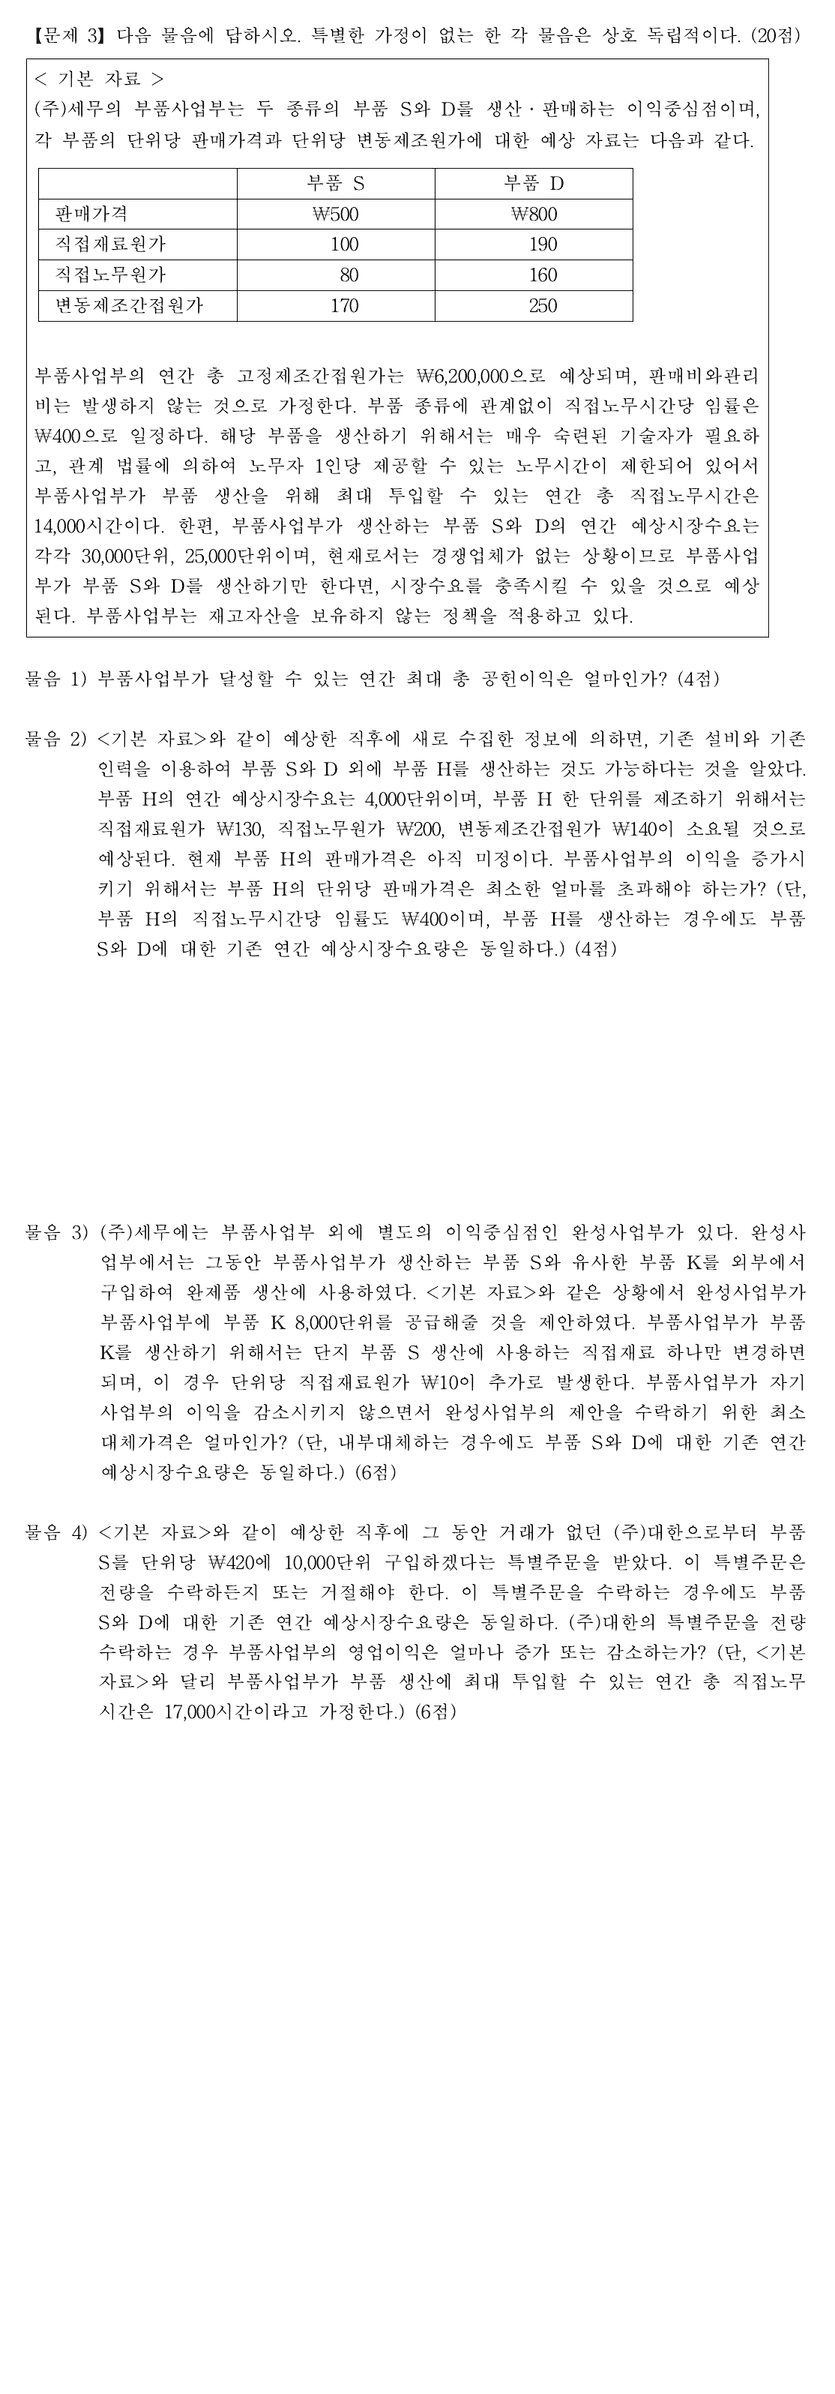 【문제 3】 다음 물음에 답하시오. 특별한 가정이 없는 한 각 물음은 상호 독립적이다. (20점)
< 기본 자료 >
(주)세무의 부품사업부는 두 종류의 부품 S와 D를 생산·판매하는 이익중심점이며,
각 부품의 단위당 판매가격과 단위당 변동제조원가에 대한 예상 자료는 다음과 같다.
부품 S 부품 D
판매가격 ₩500 ₩800
직접재료원가 100 190
직접노무원가 80 160
변동제조간접원가 170 250
부품사업부의 연간 총 고정제조간접원가는 ₩6,200,000으로 예상되며, 판매비와관리
비는 발생하지 않는 것으로 가정한다. 부품 종류에 관계없이 직접노무시간당 임률은
₩400으로 일정하다. 해당 부품을 생산하기 위해서는 매우 숙련된 기술자가 필요하
고, 관계 법률에 의하여 노무자 1인당 제공할 수 있는 노무시간이 제한되어 있어서
부품사업부가 부품 생산을 위해 최대 투입할 수 있는 연간 총 직접노무시간은
14,000시간이다. 한편, 부품사업부가 생산하는 부품 S와 D의 연간 예상시장수요는
각각 30,000단위, 25,000단위이며, 현재로서는 경쟁업체가 없는 상황이므로 부품사업
부가 부품 S와 D를 생산하기만 한다면, 시장수요를 충족시킬 수 있을 것으로 예상
된다. 부품사업부는 재고자산을 보유하지 않는 정책을 적용하고 있다.
물음 1) 부품사업부가 달성할 수 있는 연간 최대 총 공헌이익은 얼마인가? (4점)
물음 2) <기본 자료>와 같이 예상한 직후에 새로 수집한 정보에 의하면, 기존 설비와 기존
인력을 이용하여 부품 S와 D 외에 부품 H를 생산하는 것도 가능하다는 것을 알았다.
부품 H의 연간 예상시장수요는 4,000단위이며, 부품 H 한 단위를 제조하기 위해서는
직접재료원가 ₩130, 직접노무원가 ₩200, 변동제조간접원가 ₩140이 소요될 것으로
예상된다. 현재 부품 H의 판매가격은 아직 미정이다. 부품사업부의 이익을 증가시
키기 위해서는 부품 H의 단위당 판매가격은 최소한 얼마를 초과해야 하는가? (단,
부품 H의 직접노무시간당 임률도 ₩400이며, 부품 H를 생산하는 경우에도 부품
S와 D에 대한 기존 연간 예상시장수요량은 동일하다.) (4점)
물음 3) (주)세무에는 부품사업부 외에 별도의 이익중심점인 완성사업부가 있다. 완성사
업부에서는 그동안 부품사업부가 생산하는 부품 S와 유사한 부품 K를 외부에서
구입하여 완제품 생산에 사용하였다. <기본 자료>와 같은 상황에서 완성사업부가
부품사업부에 부품 K 8,000단위를 공급해줄 것을 제안하였다. 부품사업부가 부품
K를 생산하기 위해서는 단지 부품 S 생산에 사용하는 직접재료 하나만 변경하면
되며, 이 경우 단위당 직접재료원가 ₩10이 추가로 발생한다. 부품사업부가 자기
사업부의 이익을 감소시키지 않으면서 완성사업부의 제안을 수락하기 위한 최소
대체가격은 얼마인가? (단, 내부대체하는 경우에도 부품 S와 D에 대한 기존 연간
예상시장수요량은 동일하다.) (6점)
물음 4) <기본 자료>와 같이 예상한 직후에 그 동안 거래가 없던 (주)대한으로부터 부품
S를 단위당 ₩420에 10,000단위 구입하겠다는 특별주문을 받았다. 이 특별주문은
전량을 수락하든지 또는 거절해야 한다. 이 특별주문을 수락하는 경우에도 부품
S와 D에 대한 기존 연간 예상시장수요량은 동일하다. (주)대한의 특별주문을 전량
수락하는 경우 부품사업부의 영업이익은 얼마나 증가 또는 감소하는가? (단, <기본
자료>와 달리 부품사업부가 부품 생산에 최대 투입할 수 있는 연간 총 직접노무
시간은 17,000시간이라고 가정한다.) (6점)